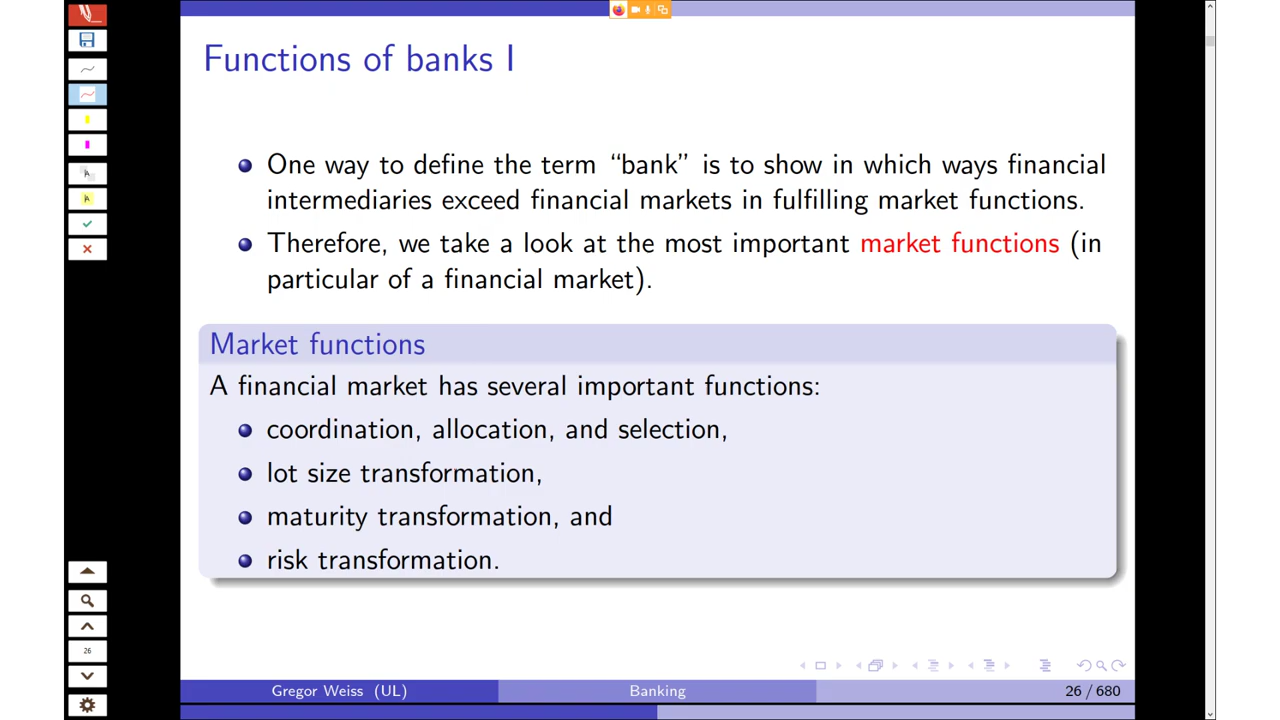 Functions of banks I
One way to define the term “bank” is to show in which ways financial
intermediaries exceed financial markets in fulfilling market functions.
Therefore, we take a look at the most important market functions (in
particular of a financial market).
Market functions
A financial market has several important functions:
coordination, allocation, and selection,
lot size transformation,
maturity transformation, and
risk transformation.
26
Gregor Weiss (UL)
Banking
26 / 680